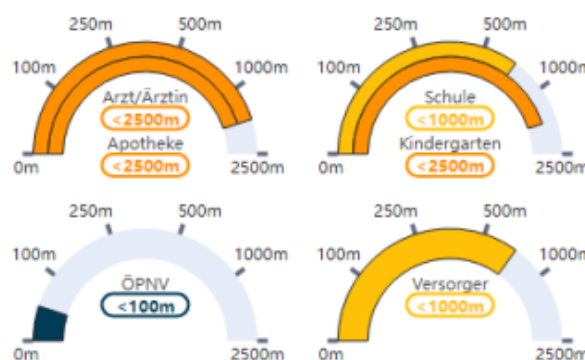 250m 500m
100m 1000m
Arzt/Ärztin
<2500m
Apotheke
<2500m
0m 2500m
250m 500m
100m 1000m
Schule
<1000m
Kindergarten
<2500m
0m 2500m
250m 500m
100m 1000m
ÖPNV
<100m
0m 2500m
250m 500m
100m 1000m
Versorger
<1000m
0m 2500m